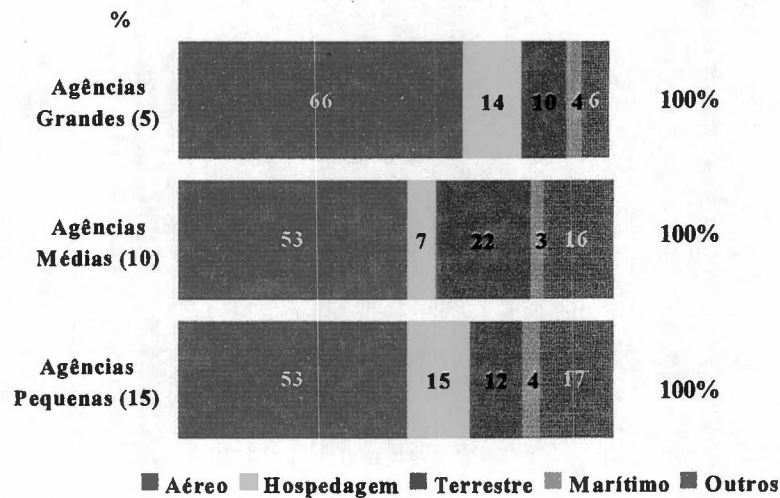 %
Agências
Grandes (5)
66 14 10 4 6
100%
Agências
Médias (10)
53 7 22 3 16
100%
Agências
Pequenas (15)
53 15 12 4 17
100%
Aéreo Hospedagem Terrestre Marítimo Outros